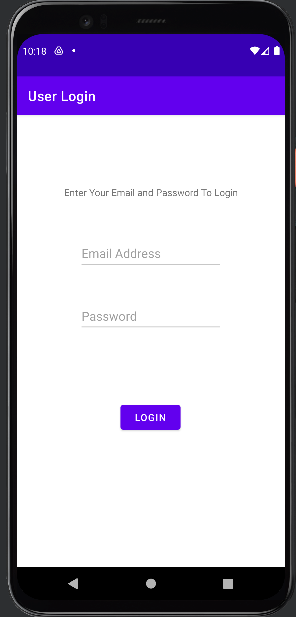 10:18
User Login
Enter Your Email and Password To Login
Email Address
Password
LOGIN